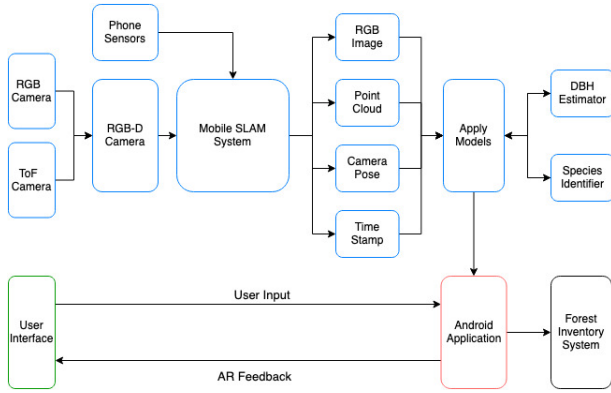 Phone
Sensors
RGB
Camera
ToF
Camera
RGB-D
Camera
Mobile SLAM
System
RGB
Image
Point
Cloud
Camera
Pose
Time
Stamp
Apply
Models
DBH
Estimator
Species
Identifier
User
Interface
User Input
AR Feedback
Android
Application
Forest
Inventory
System